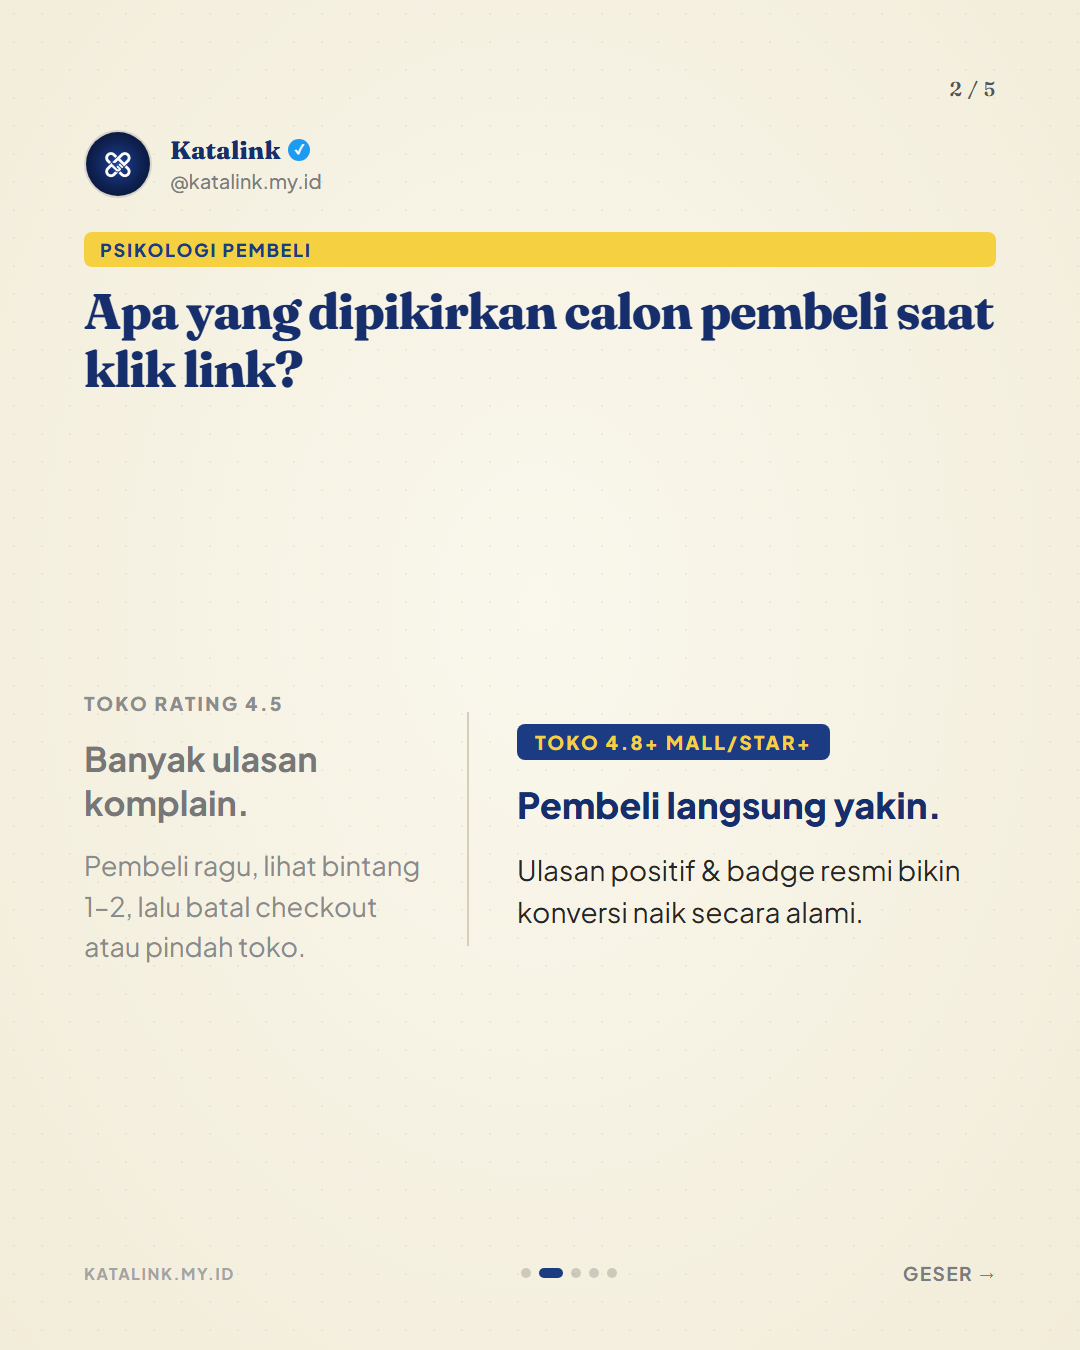 2 / 5
Katalink
@katalink.my.id
PSIKOLOGI PEMBELI
Apa yang dipikirkan calon pembeli saat
klik link?
TOKO RATING 4.5
Banyak ulasan
komplain.
Pembeli ragu, lihat bintang
1–2, lalu batal checkout
atau pindah toko.
TOKO 4.8+ MALL/STAR+
Pembeli langsung yakin.
Ulasan positif & badge resmi bikin
konversi naik secara alami.
KATALINK.MY.ID
GESER →